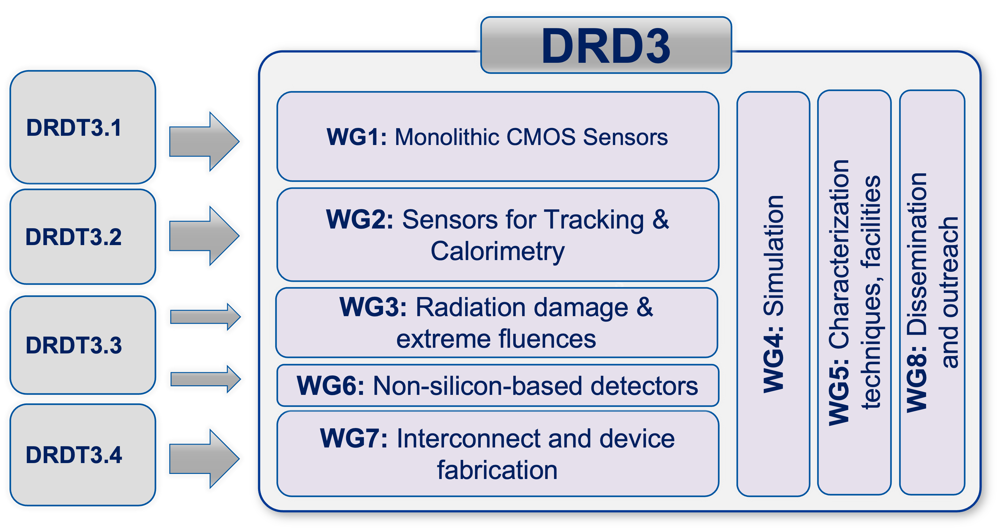 DRD3
DRDT3.1
DRDT3.2
DRDT3.3
DRDT3.4
WG1: Monolithic CMOS Sensors
WG2: Sensors for Tracking &
Calorimetry
WG3: Radiation damage &
extreme fluences
WG6: Non-silicon-based detectors
WG7: Interconnect and device
fabrication
WG4: Simulation
WG5: Characterization
techniques, facilities
WG8: Dissemination
and outreach